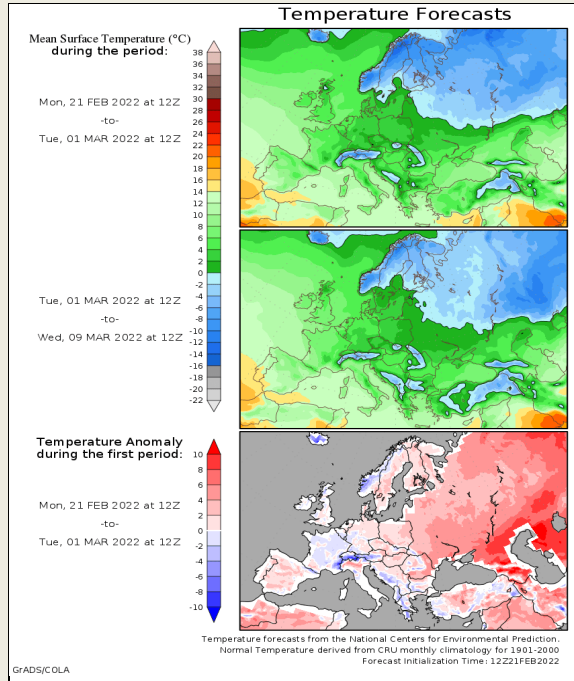 Temperature Forecasts
Mean Surface Temperature (°C)
during the period:
Mon, 21 FEB 2022 at 12Z
-to-
Tue, 01 MAR 2022 at 12Z
38
36
34
32
30
28
26
24
22
20
18
16
14
12
10
8
6
4
2
0
-2
-4
-6
-8
-10
-12
-14
-16
-18
-20
-22
Tue, 01 MAR 2022 at 12Z
-to-
Wed, 09 MAR 2022 at 12Z
Temperature Anomaly
during the first period:
Mon, 21 FEB 2022 at 12Z
-to-
Tue, 01 MAR 2022 at 12Z
10
8
6
4
2
0
-2
-4
-6
-8
-10
Temperature forecasts from the National Centers for Environmental Prediction.
Normal Temperature derived from CRU monthly climatology for 1901-2000
Forecast Initialization Time: 12Z21FEB2022
GrADS/COLA